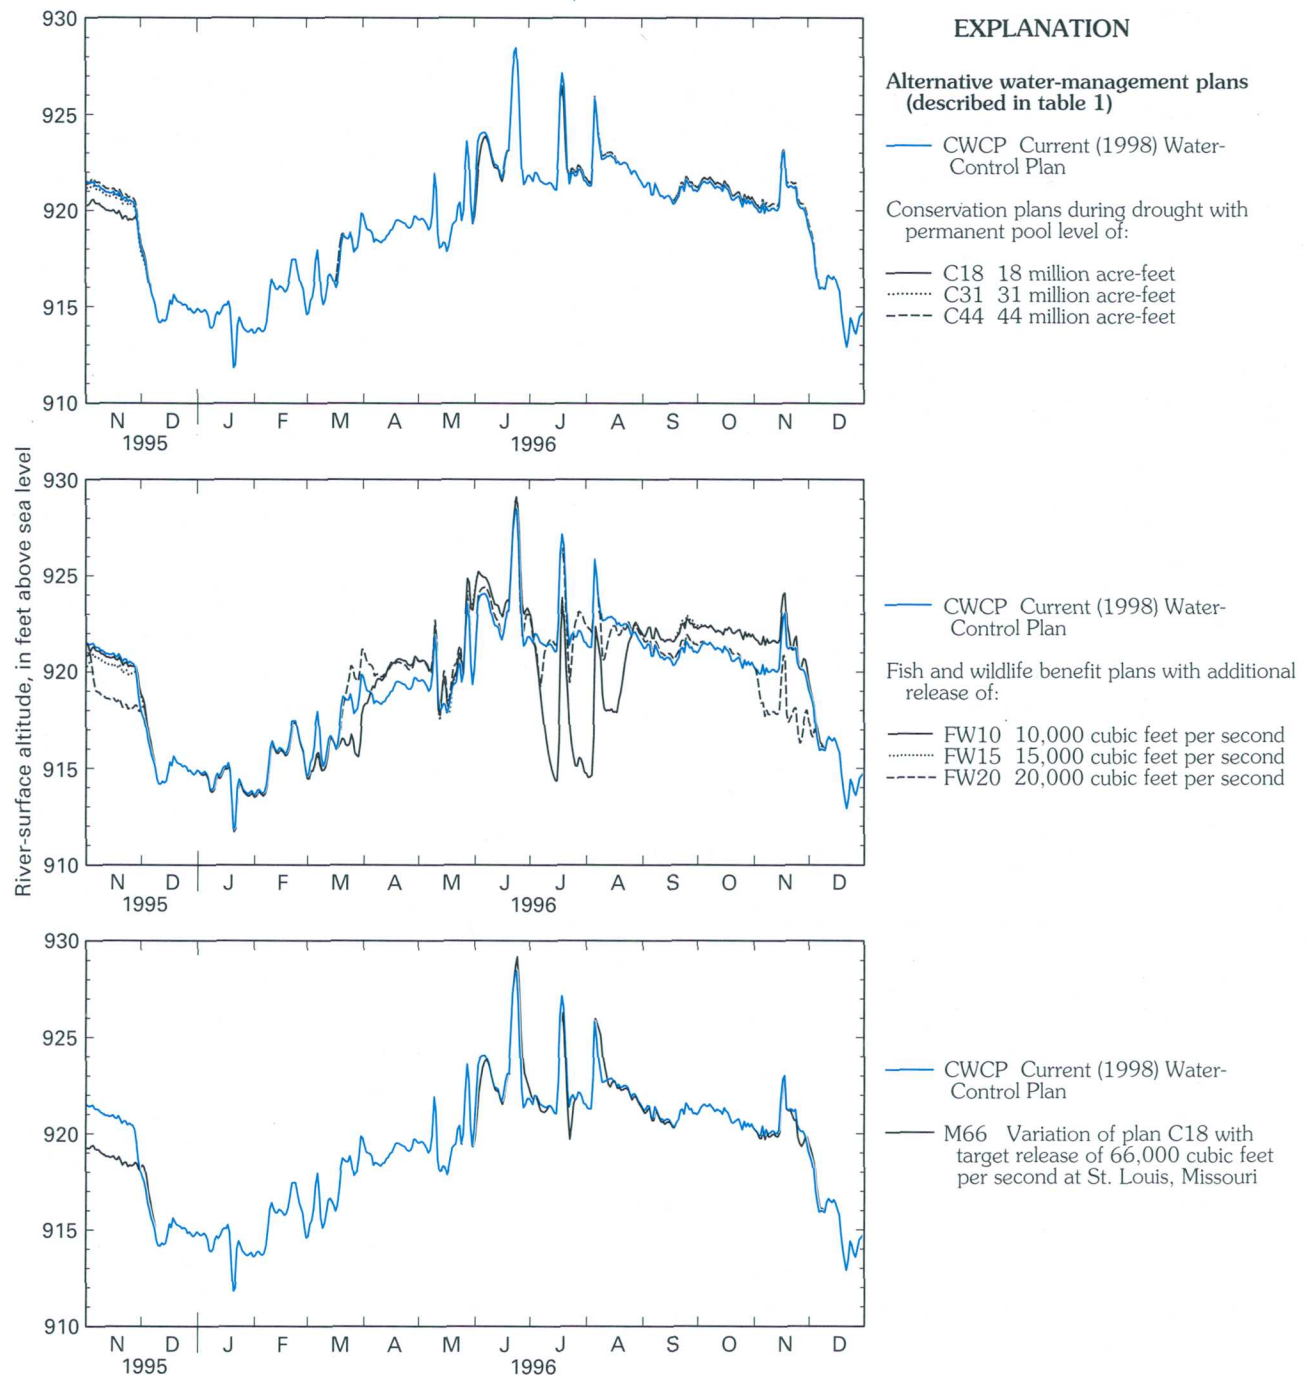 930
925
920
915
910
N D J F M A M J J A S O N D
1995 1996
EXPLANATION
Alternative water-management plans
(described in table 1)
CWCP Current (1998) Water-
Control Plan
Conservation plans during drought with
permanent pool level of:
C18 18 million acre-feet
C31 31 million acre-feet
C44 44 million acre-feet
River-surface altitude, in feet above sea level
930
925
920
915
910
N D J F M A M J J A S O N D
1995 1996
CWCP Current (1998) Water-
Control Plan
Fish and wildlife benefit plans with additional
release of:
FW10 10,000 cubic feet per second
FW15 15,000 cubic feet per second
FW20 20,000 cubic feet per second
930
925
920
915
910
N D J F M A M J J A S O N D
1995 1996
CWCP Current (1998) Water-
Control Plan
M66 Variation of plan C18 with
target release of 66,000 cubic feet
per second at St. Louis, Missouri